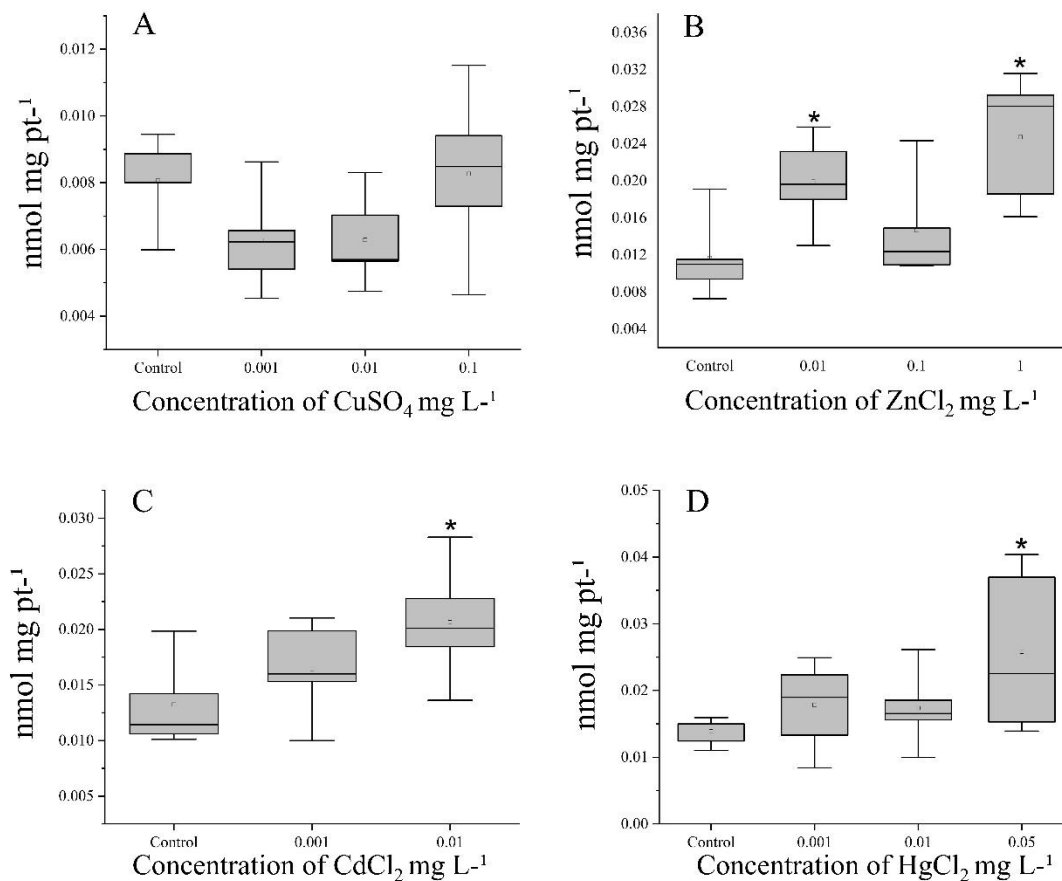 A
nmol mg pt-¹
0.012
0.010
0.008
0.006
0.004
Control 0.001 0.01 0.1
Concentration of CuSO₄ mg L-¹
B
nmol mg pt-¹
0.036
0.032
0.028
0.024
0.020
0.016
0.012
0.008
0.004
*
*
Control 0.01 0.1 1
Concentration of ZnCl₂ mg L-¹
C
nmol mg pt-¹
0.030
0.025
0.020
0.015
0.010
0.005
*
Control 0.001 0.01
Concentration of CdCl₂ mg L-¹
D
nmol mg pt-¹
0.05
0.04
0.03
0.02
0.01
0.00
*
Control 0.001 0.01 0.05
Concentration of HgCl₂ mg L-¹